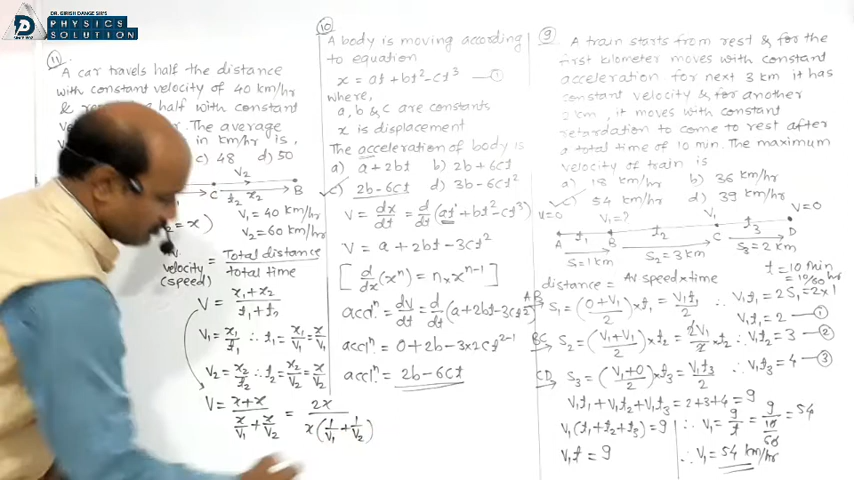 DR. GIRISH DANGE SIR'S
PHYSICS
SOLUTION
11
A car travels half the distance
with constant velocity of 40 km/hr
& half with constant
The average
in km/hr is,
c) 48 d) 50
V2
C B
t2 x2
= x)
V1 = 40 km/hr
V2 = 60 km/hr
velocity = Total distance / total time
(speed)
V = x1+x2 / t1+t2
V1 = x1/t1 ∴ t1 = x1/V1 = x/V1
V2 = x2/t2 ∴ t2 = x2/V2 = x/V2
V = x+x / (x/V1 + x/V2) = 2x / x(1/V1 + 1/V2)
10
A body is moving according
to equation
x = at + bt² - ct³ —①
where,
a, b & c are constants
x is displacement
The acceleration of body is
a) a+2bt b) 2b+6ct
c) 2b-6ct d) 3b-6ct
V = dx/dt = d/dt (at + bt² - ct³)
V = a + 2bt - 3ct²
[ d/dx (xⁿ) = n x xⁿ⁻¹ ]
accⁿ. = dV/dt = d/dt (a+2bt-3ct²)
accⁿ. = 0+2b-3x2ct²⁻¹
accⁿ. = 2b-6ct
9
A train starts from rest & for the
first kilometer moves with constant
acceleration for next 3 km it has
constant velocity & for another
2 km, it moves with constant
retardation to come to rest after
a total time of 10 min. The maximum
velocity of train is
a) 18 km/hr b) 36 km/hr
c) 54 km/hr d) 39 km/hr
V=0 V1=? V1 V=0
A t1 B t2 C t3 D
S1=1km S2=3km S3=2km
t=10min
=10/60 hr
distance = Av speed x time
AB S1 = (0+V1/2) x t1 = V1t1/2 ∴ V1t1 = 2S1 = 2x1
V1t1 = 2 —①
BC S2 = (V1+V1/2) x t2 = 2V1/2 x t2 ∴ V1t2 = 3 —②
CD S3 = (V1+0/2) x t3 = V1t3/2 ∴ V1t3 = 4 —③
V1t1+V1t2+V1t3 = 2+3+4 = 9
V1(t1+t2+t3) = 9 ∴ V1 = 9/t = 9/(10/60) = 54
V1t = 9 ∴ V1 = 54 km/hr